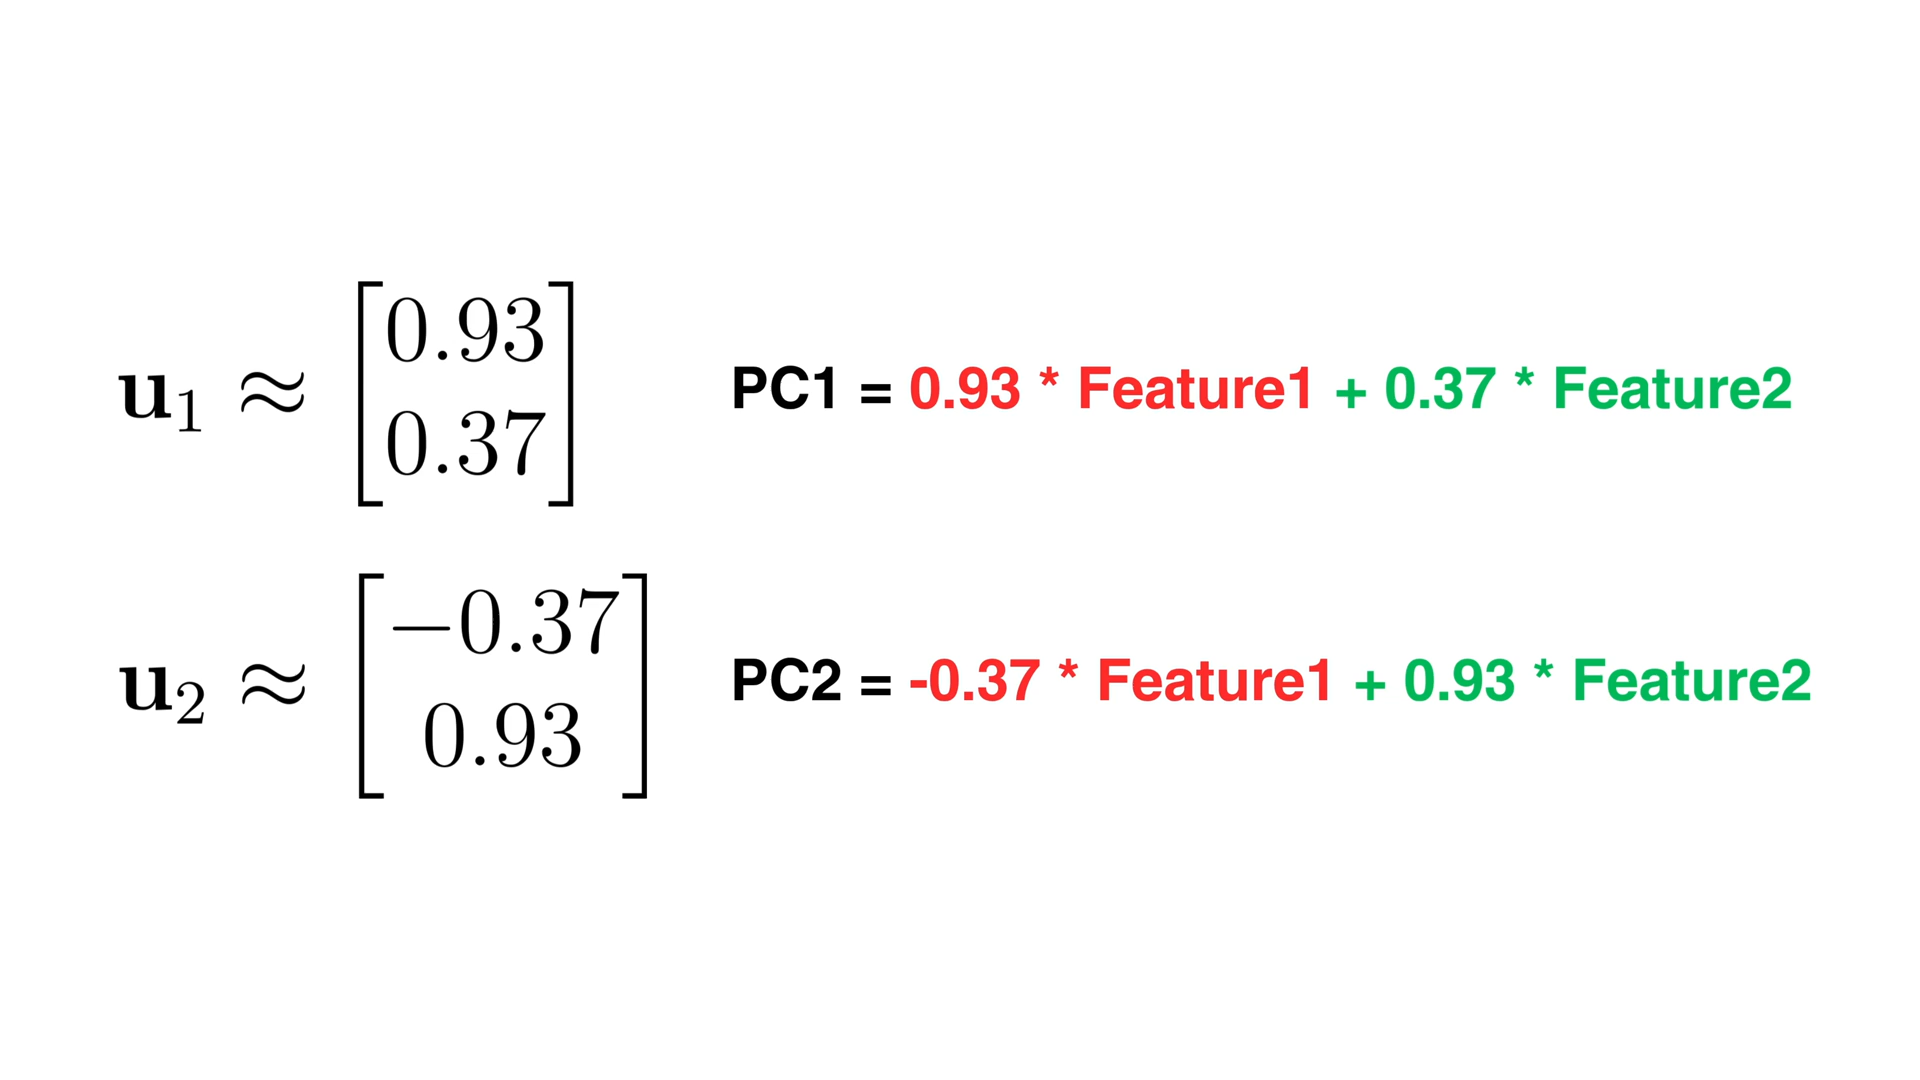 u₁ ≈ [0.93 0.37] PC1 = 0.93 * Feature1 + 0.37 * Feature2
u₂ ≈ [−0.37 0.93] PC2 = -0.37 * Feature1 + 0.93 * Feature2